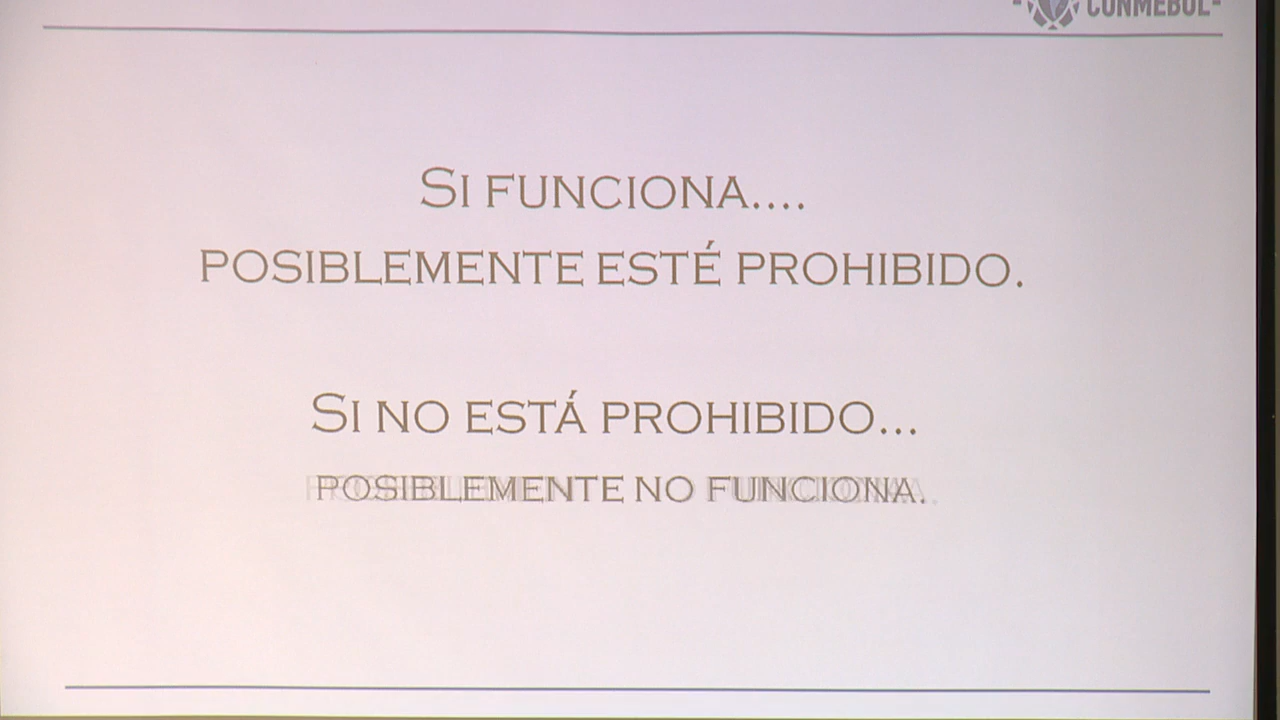 CONMEBOL
SI FUNCIONA....
POSIBLEMENTE ESTÉ PROHIBIDO.
SI NO ESTÁ PROHIBIDO...
POSIBLEMENTE NO FUNCIONA.